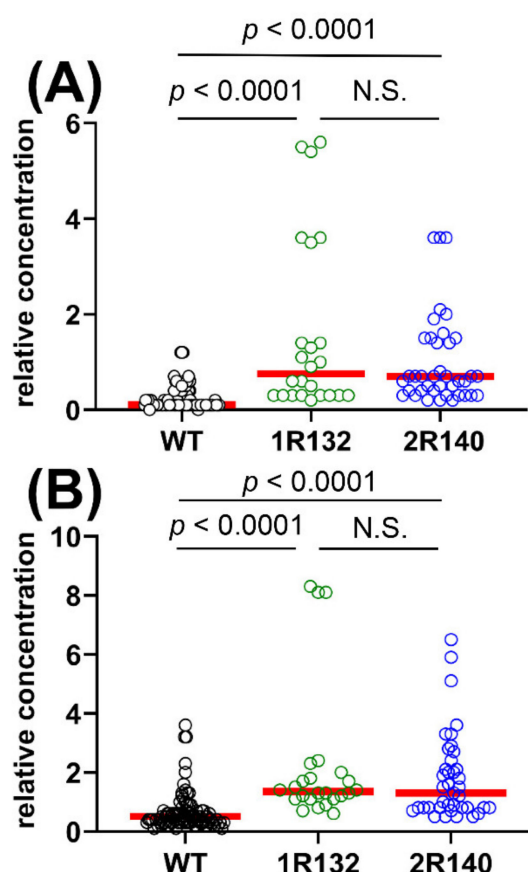 p < 0.0001
(A)
p < 0.0001 N.S.
6
4
2
0
relative concentration
WT 1R132 2R140
(B)
p < 0.0001
p < 0.0001 N.S.
10
8
6
4
2
0
relative concentration
WT 1R132 2R140